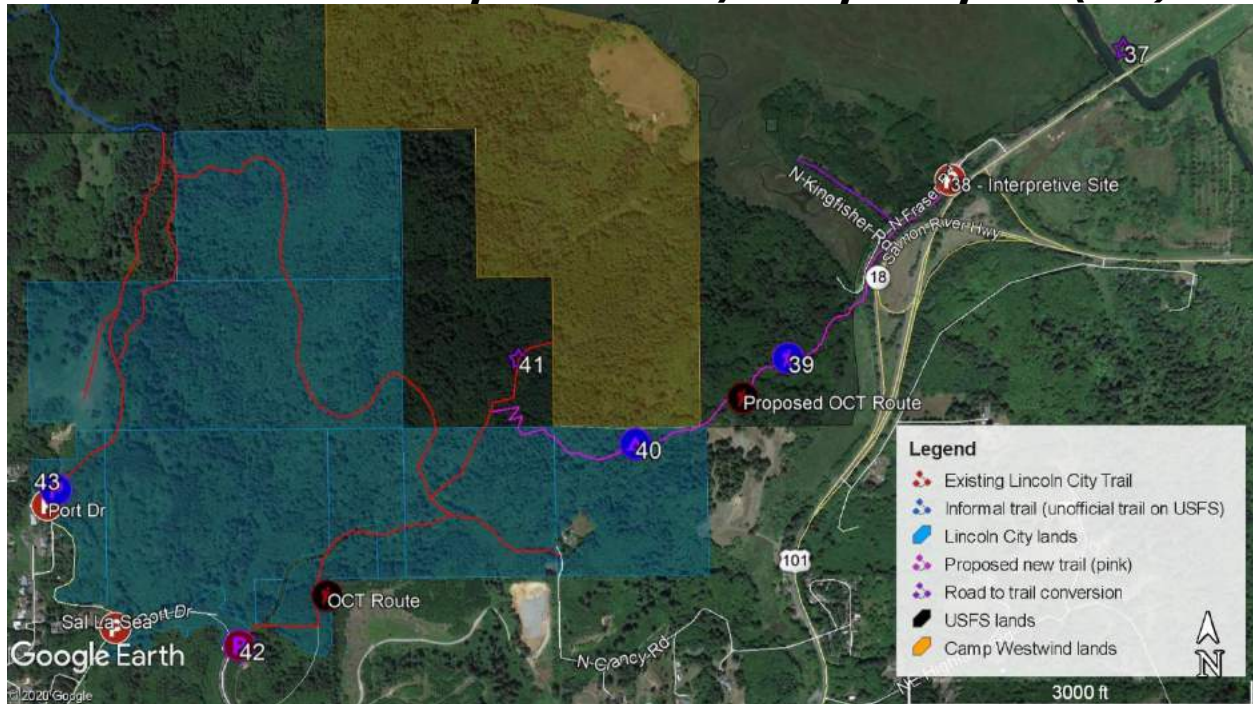 37
38 - Interpretive Site
N-Kingfisher-Rd
N-Fraser-Rd
Salmon River Hwy
18
39
41
Proposed OCT Route
40
43
Port Dr
OCT Route
Sal La Sea
Port Dr
42
101
N-Clancy-Rd
Legend
Existing Lincoln City Trail
Informal trail (unofficial trail on USFS)
Lincoln City lands
Proposed new trail (pink)
Road to trail conversion
USFS lands
Camp Westwind lands
N
3000 ft
Google Earth
© 2020 Google